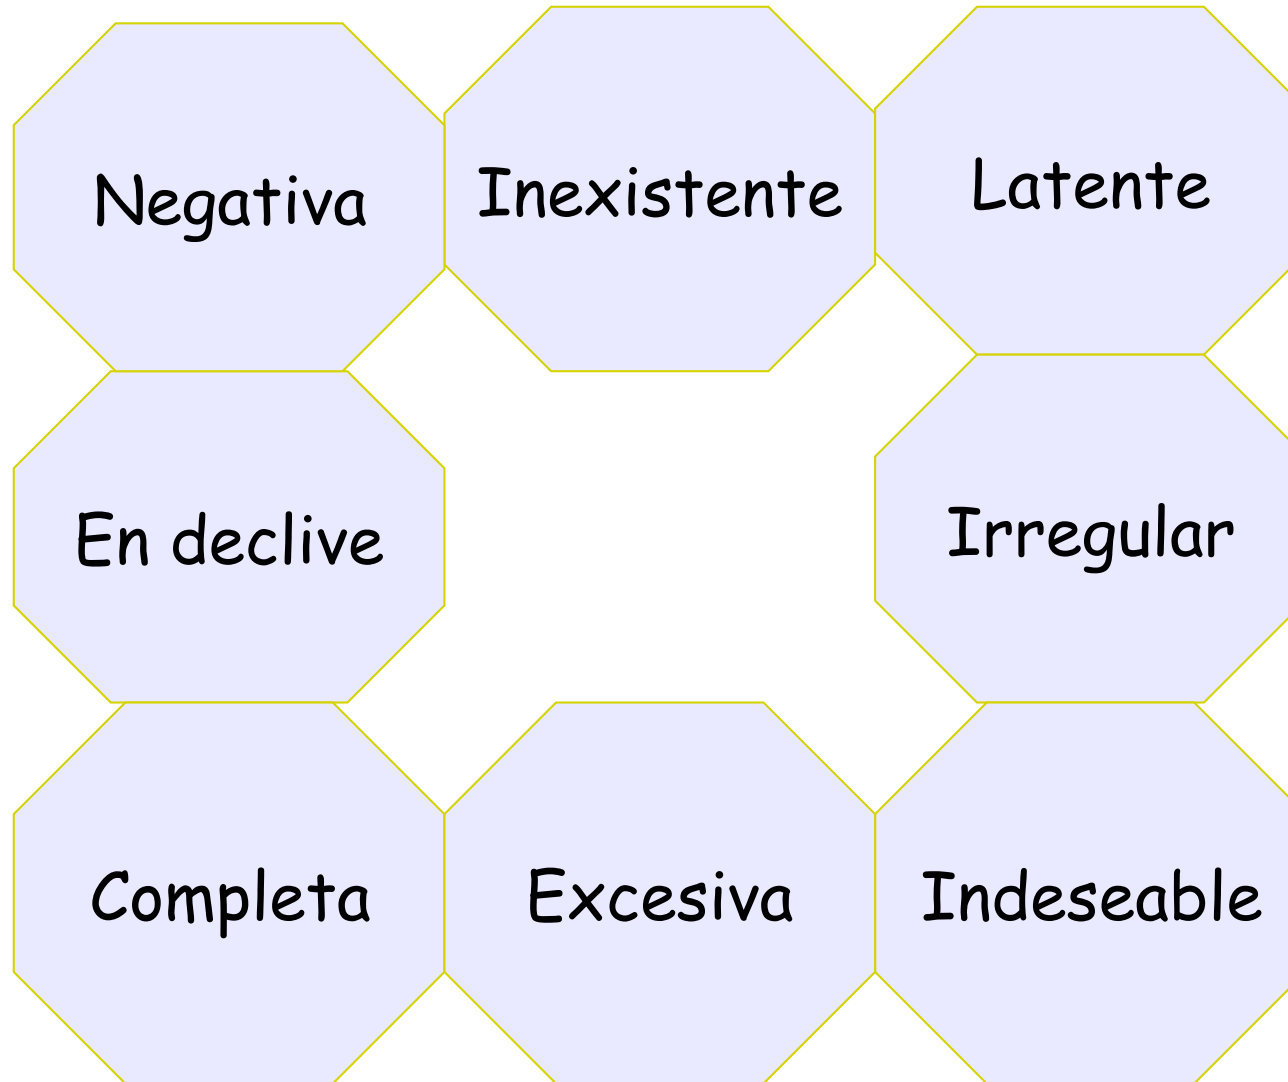 Negativa
Inexistente
Latente
En declive
Irregular
Completa
Excesiva
Indeseable